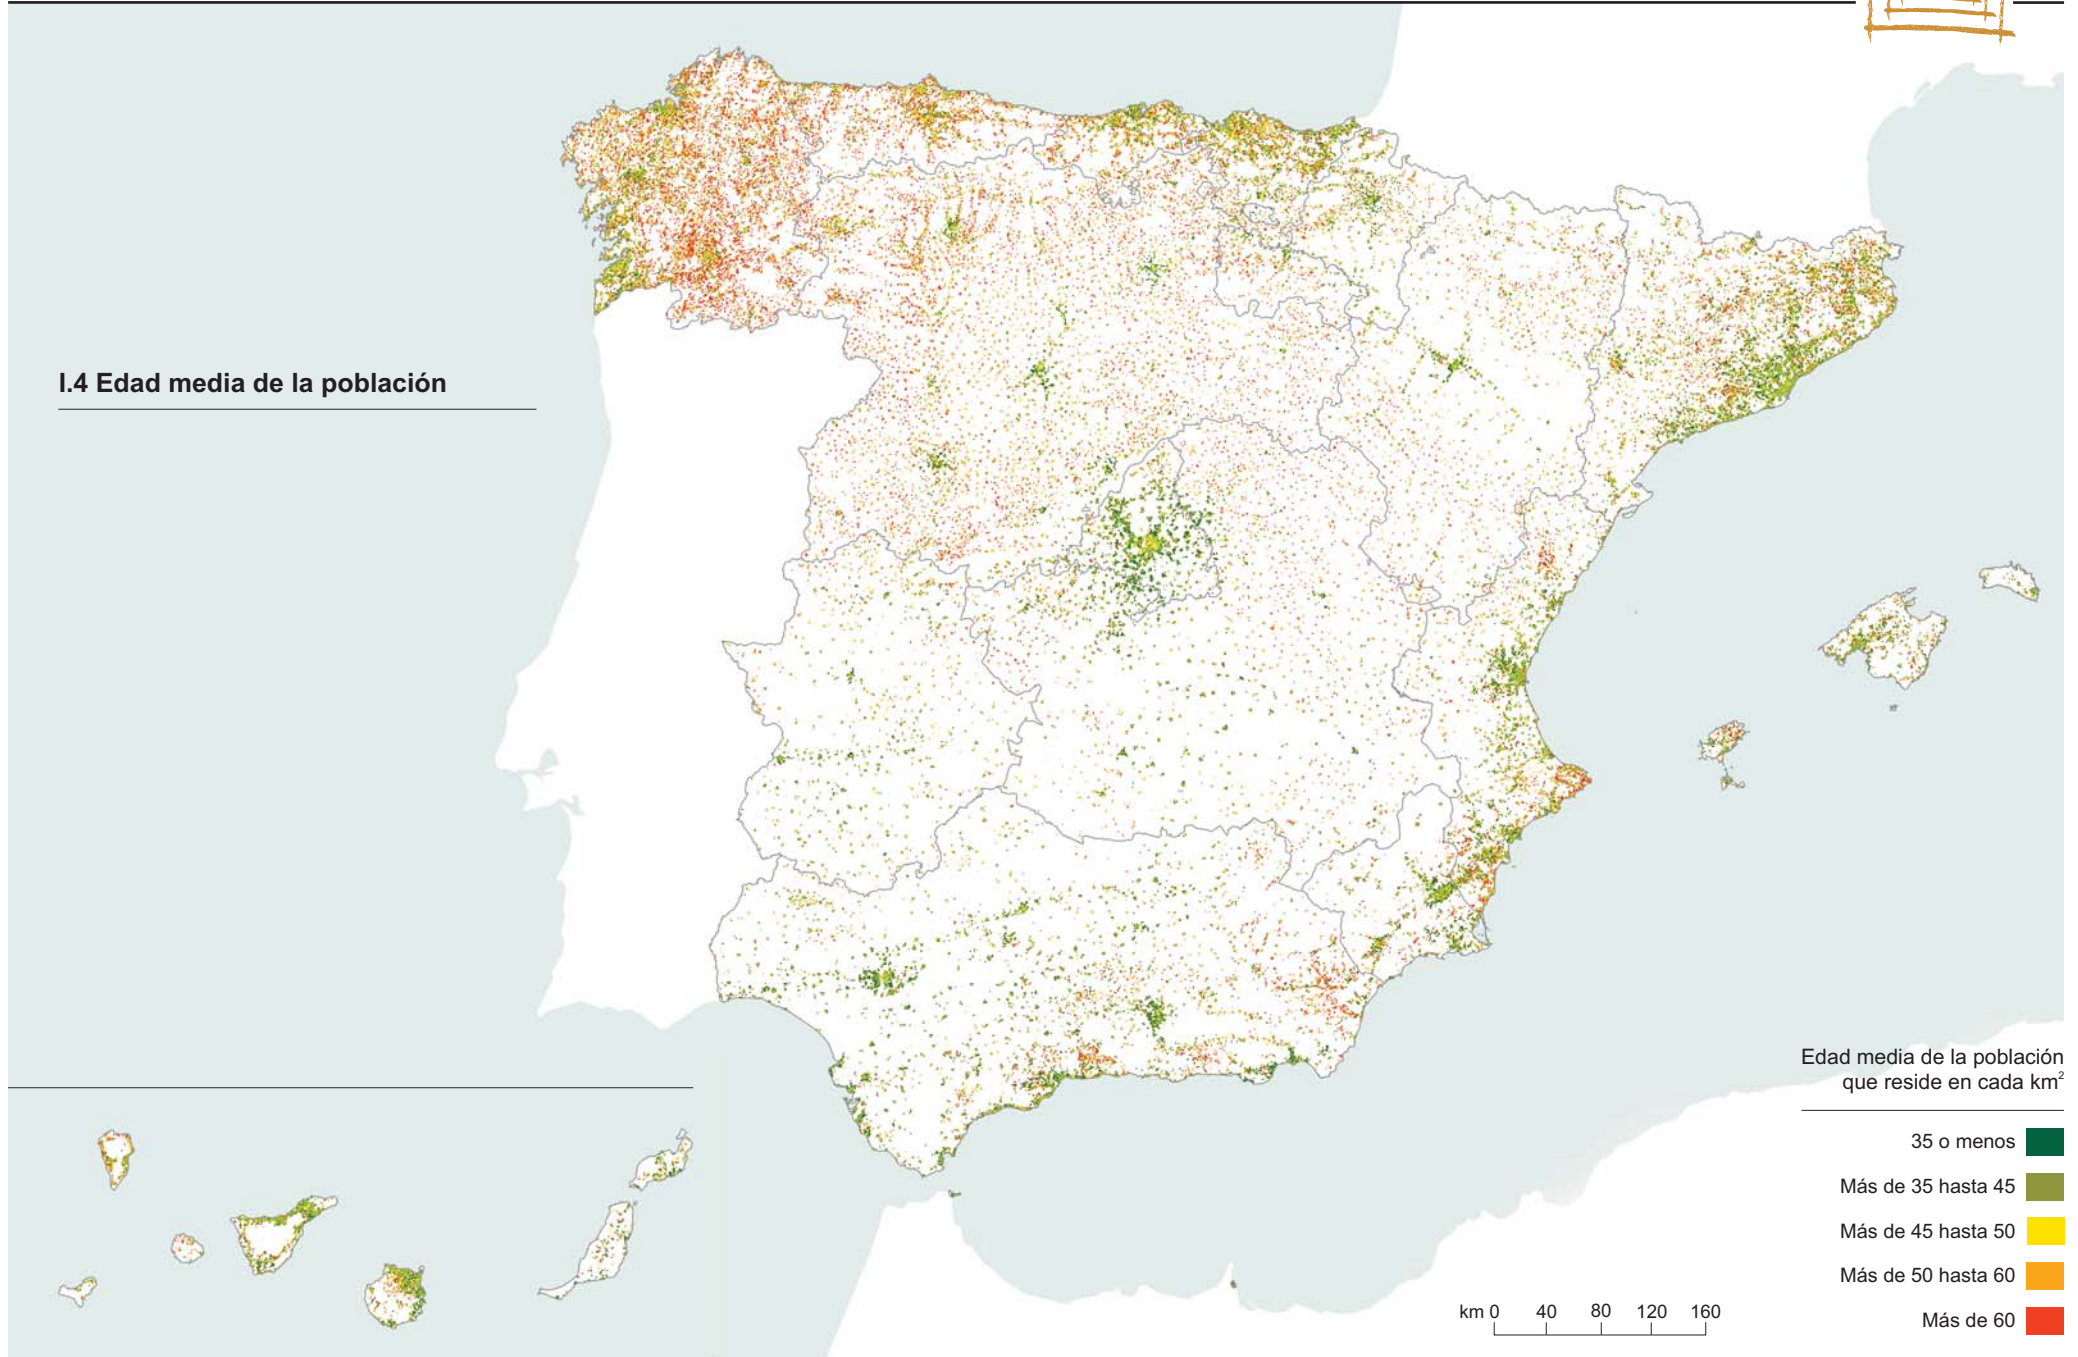 I.4 Edad media de la población
Edad media de la población
que reside en cada km²
35 o menos
Más de 35 hasta 45
Más de 45 hasta 50
Más de 50 hasta 60
Más de 60
km 0 40 80 120 160